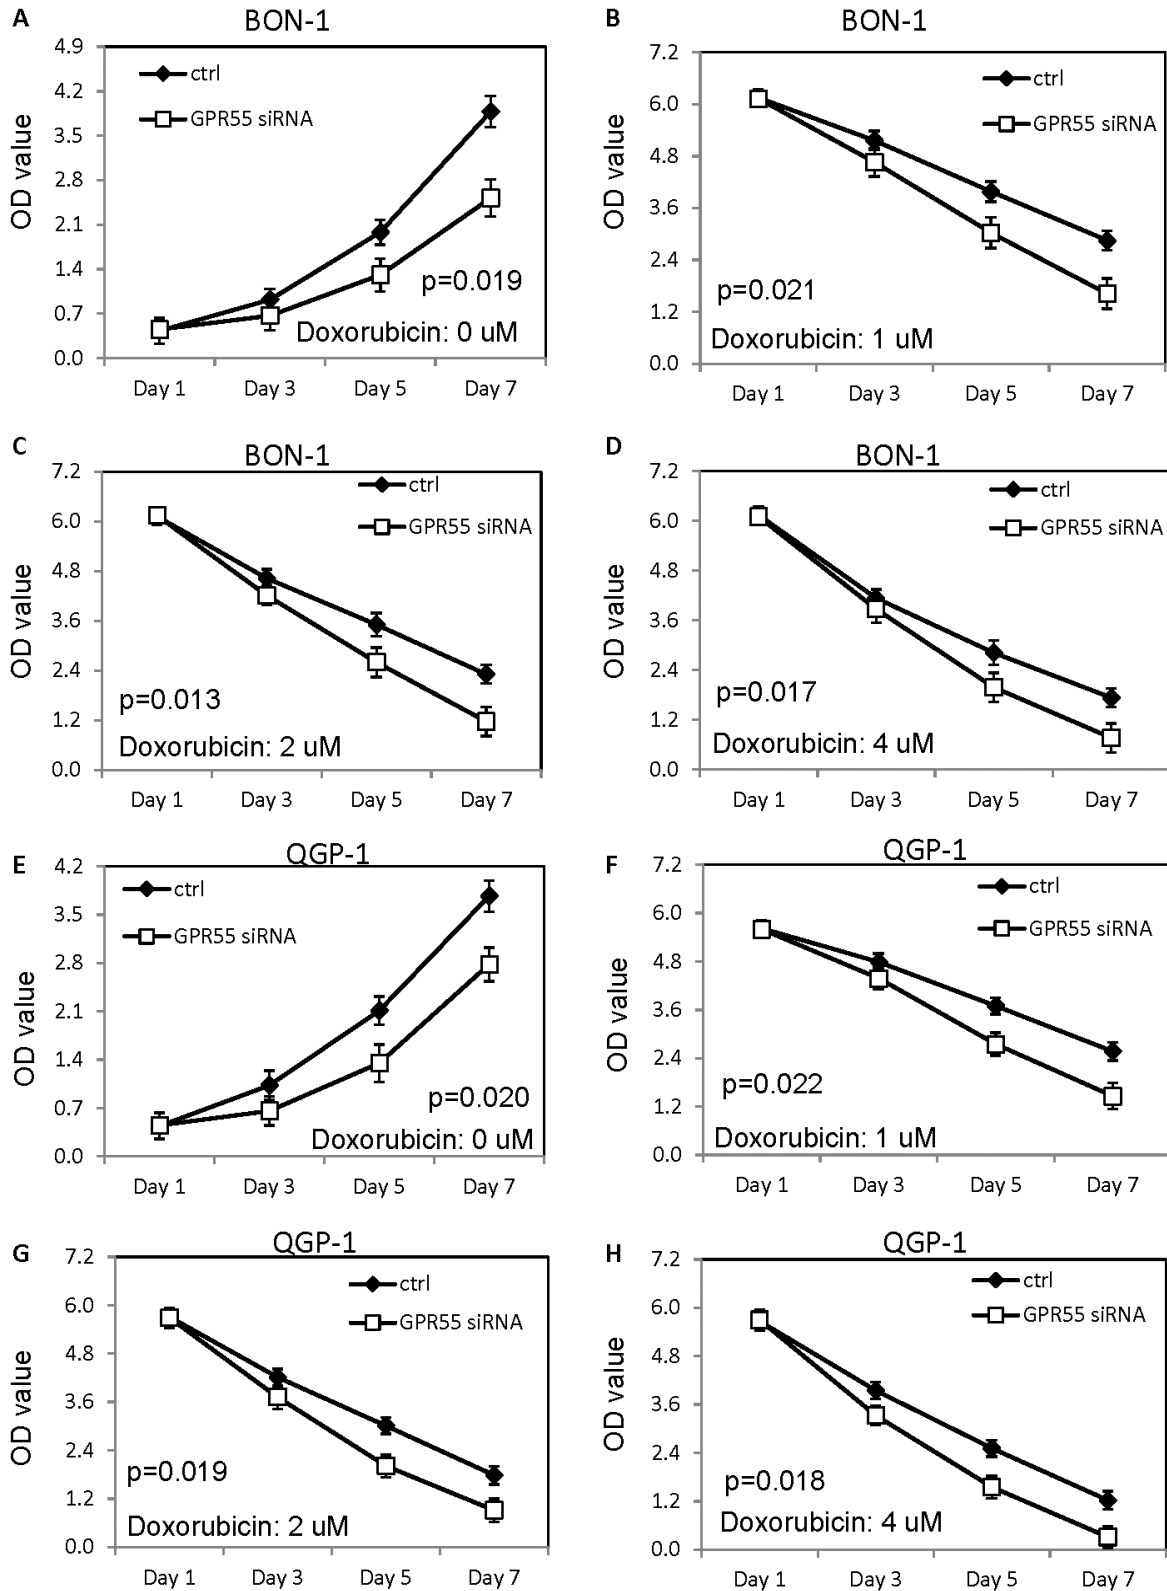 A
BON-1
4.9
4.2
3.5
2.8
2.1
1.4
0.7
0.0
OD value
ctrl
GPR55 siRNA
p=0.019
Doxorubicin: 0 uM
Day 1 Day 3 Day 5 Day 7
B
BON-1
7.2
6.0
4.8
3.6
2.4
1.2
0.0
OD value
ctrl
GPR55 siRNA
p=0.021
Doxorubicin: 1 uM
Day 1 Day 3 Day 5 Day 7
C
BON-1
7.2
6.0
4.8
3.6
2.4
1.2
0.0
OD value
ctrl
GPR55 siRNA
p=0.013
Doxorubicin: 2 uM
Day 1 Day 3 Day 5 Day 7
D
BON-1
7.2
6.0
4.8
3.6
2.4
1.2
0.0
OD value
ctrl
GPR55 siRNA
p=0.017
Doxorubicin: 4 uM
Day 1 Day 3 Day 5 Day 7
E
QGP-1
4.2
3.5
2.8
2.1
1.4
0.7
0.0
OD value
ctrl
GPR55 siRNA
p=0.020
Doxorubicin: 0 uM
Day 1 Day 3 Day 5 Day 7
F
QGP-1
7.2
6.0
4.8
3.6
2.4
1.2
0.0
OD value
ctrl
GPR55 siRNA
p=0.022
Doxorubicin: 1 uM
Day 1 Day 3 Day 5 Day 7
G
QGP-1
7.2
6.0
4.8
3.6
2.4
1.2
0.0
OD value
ctrl
GPR55 siRNA
p=0.019
Doxorubicin: 2 uM
Day 1 Day 3 Day 5 Day 7
H
QGP-1
7.2
6.0
4.8
3.6
2.4
1.2
0.0
OD value
ctrl
GPR55 siRNA
p=0.018
Doxorubicin: 4 uM
Day 1 Day 3 Day 5 Day 7